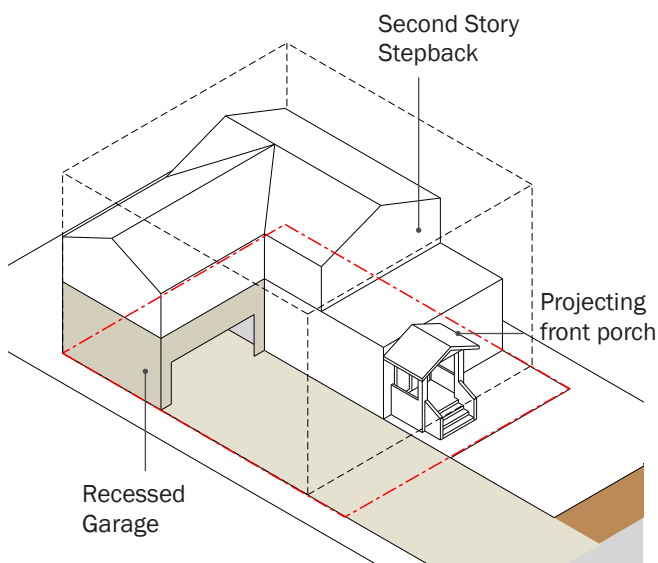 Second Story
Stepback
Projecting
front porch
Recessed
Garage